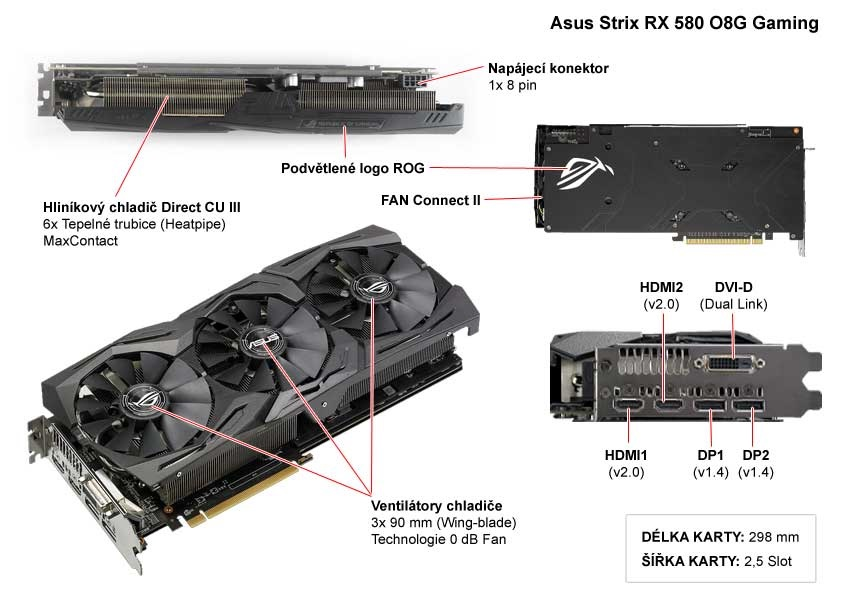 Asus Strix RX 580 O8G Gaming
Napájecí konektor
1x 8 pin
Podvětlené logo ROG
FAN Connect II
Hliníkový chladič Direct CU III
6x Tepelné trubice (Heatpipe)
MaxContact
HDMI2
(v2.0)
DVI-D
(Dual Link)
ASUS
HDMI1
(v2.0)
DP1
(v1.4)
DP2
(v1.4)
Ventilátory chladiče
3x 90 mm (Wing-blade)
Technologie 0 dB Fan
DÉLKA KARTY: 298 mm
ŠÍŘKA KARTY: 2,5 Slot